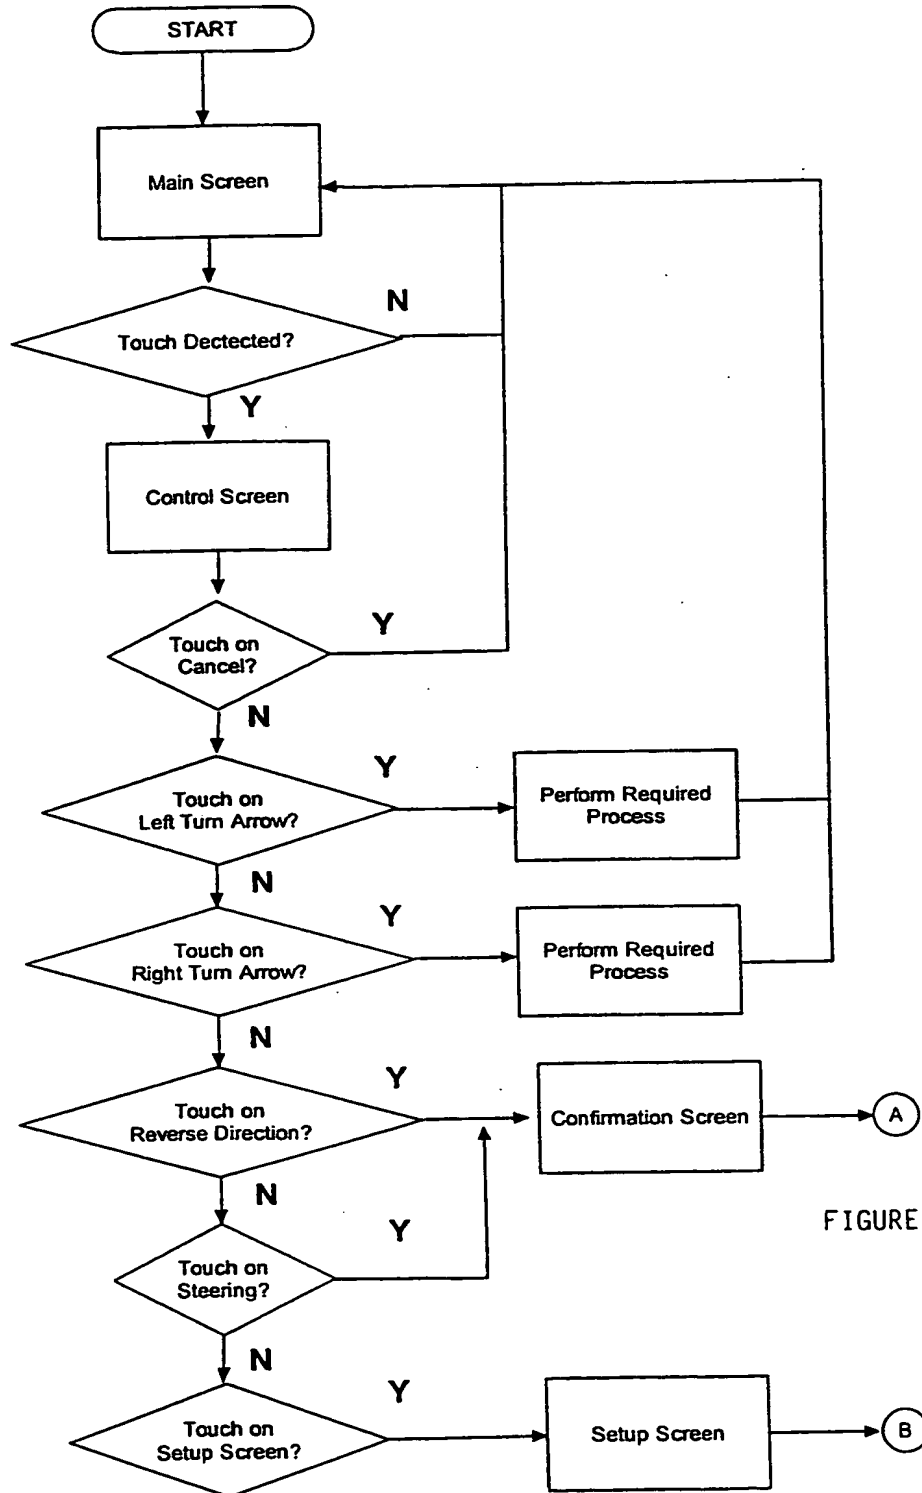 START
Main Screen
N
Touch Dectected?
Y
Control Screen
Y
Touch on
Cancel?
N
Y
Touch on
Left Turn Arrow?
Perform Required
Process
N
Y
Touch on
Right Turn Arrow?
Perform Required
Process
N
Y
Touch on
Reverse Direction?
Confirmation Screen
A
N
Y
FIGURE
Touch on
Steering?
N
Y
Touch on
Setup Screen?
Setup Screen
B